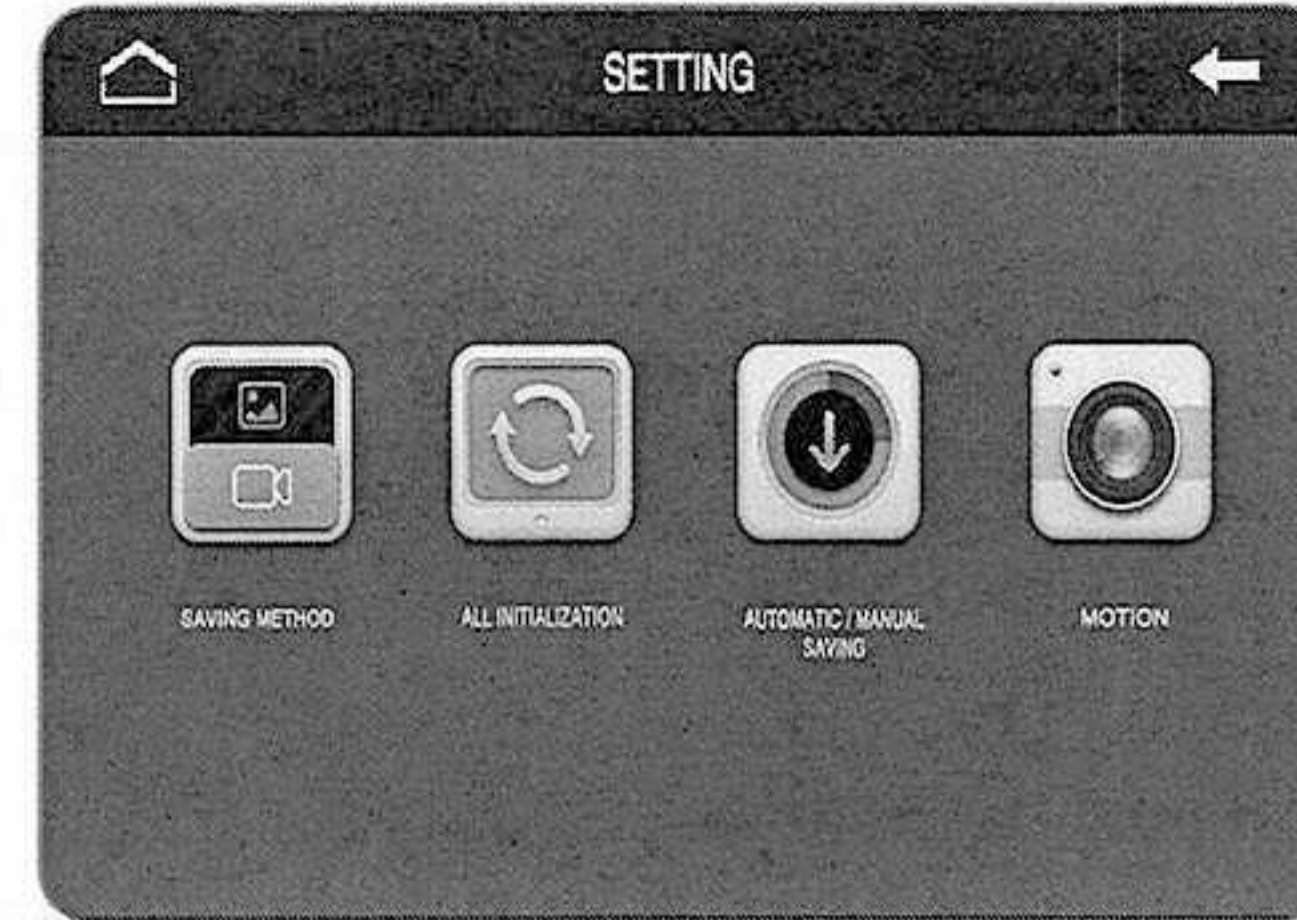 SETTING
SAVING METHOD
ALL INITIALIZATION
AUTOMATIC / MANUAL
SAVING
MOTION